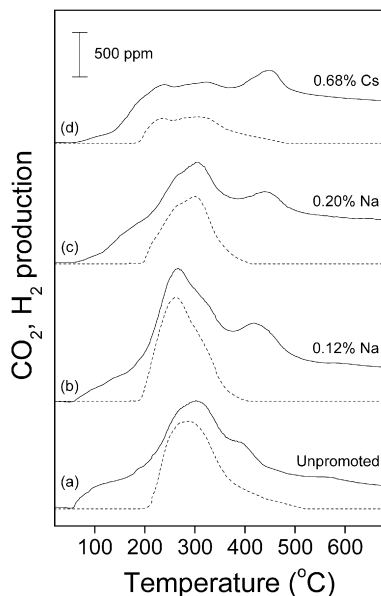 500 ppm
0.68% Cs
(d)
0.20% Na
(c)
0.12% Na
(b)
Unpromoted
(a)
CO₂, H₂ production
100 200 300 400 500 600
Temperature (°C)